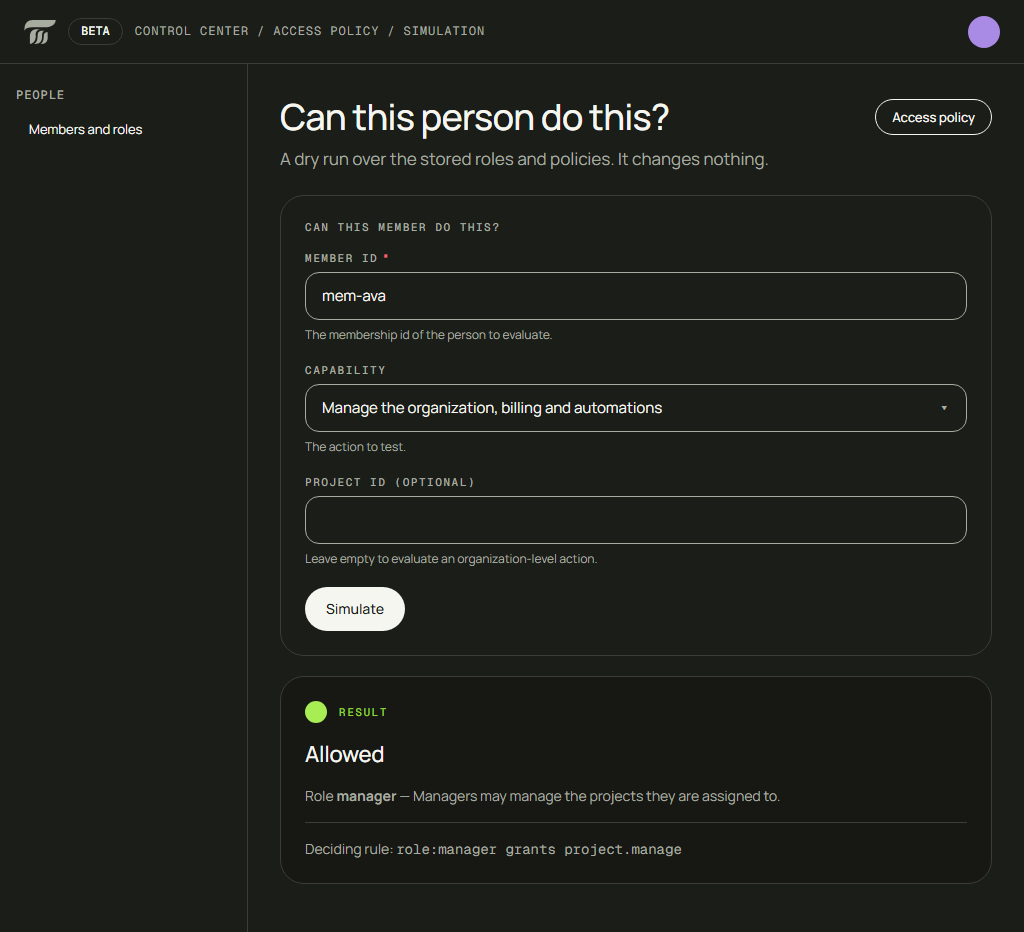 BETA
CONTROL CENTER / ACCESS POLICY / SIMULATION
PEOPLE
Members and roles
Can this person do this?
Access policy
A dry run over the stored roles and policies. It changes nothing.
CAN THIS MEMBER DO THIS?
MEMBER ID *
mem-ava
The membership id of the person to evaluate.
CAPABILITY
Manage the organization, billing and automations
The action to test.
PROJECT ID (OPTIONAL)
Leave empty to evaluate an organization-level action.
Simulate
RESULT
Allowed
Role manager — Managers may manage the projects they are assigned to.
Deciding rule: role:manager grants project.manage